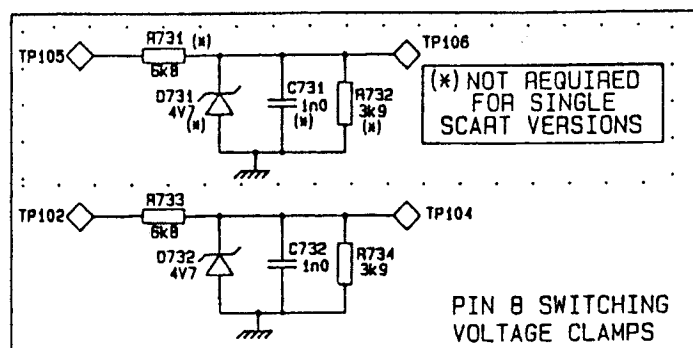 R731 (*)
TP105
6k8
TP106
D731
4V7
(*)
C731
1n0
(*)
R732
3k9
(*)
(*) NOT REQUIRED
FOR SINGLE
SCART VERSIONS
R733
TP102
6k8
TP104
D732
4V7
C732
1n0
R734
3k9
PIN 8 SWITCHING
VOLTAGE CLAMPS